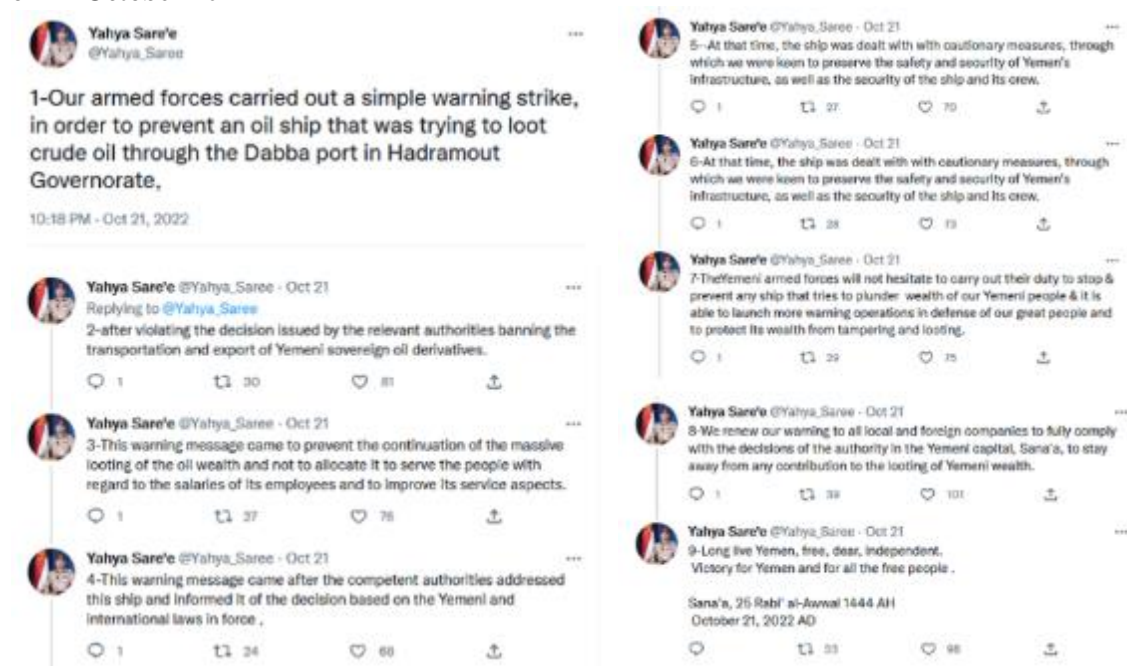 Yahya Sare'e
@Yahya_Saree
1-Our armed forces carried out a simple warning strike,
in order to prevent an oil ship that was trying to loot
crude oil through the Dabba port in Hadramout
Governorate,
10:18 PM · Oct 21, 2022
Yahya Sare'e @Yahya_Saree · Oct 21
Replying to @Yahya_Saree
2-after violating the decision issued by the relevant authorities banning the
transportation and export of Yemeni sovereign oil derivatives.
1 30 81
Yahya Sare'e @Yahya_Saree · Oct 21
3-This warning message came to prevent the continuation of the massive
looting of the oil wealth and not to allocate it to serve the people with
regard to the salaries of its employees and to improve its service aspects.
1 37 76
Yahya Sare'e @Yahya_Saree · Oct 21
4-This warning message came after the competent authorities addressed
this ship and informed it of the decision based on the Yemeni and
international laws in force ,
1 24 68
Yahya Sare'e @Yahya_Saree · Oct 21
5--At that time, the ship was dealt with with cautionary measures, through
which we were keen to preserve the safety and security of Yemen's
infrastructure, as well as the security of the ship and its crew.
1 27 70
Yahya Sare'e @Yahya_Saree · Oct 21
6-At that time, the ship was dealt with with cautionary measures, through
which we were keen to preserve the safety and security of Yemen's
infrastructure, as well as the security of the ship and its crew.
1 28 73
Yahya Sare'e @Yahya_Saree · Oct 21
7-TheYemeni armed forces will not hesitate to carry out their duty to stop &
prevent any ship that tries to plunder wealth of our Yemeni people & it is
able to launch more warning operations in defense of our great people and
to protect its wealth from tampering and looting.
1 29 75
Yahya Sare'e @Yahya_Saree · Oct 21
8-We renew our warning to all local and foreign companies to fully comply
with the decisions of the authority in the Yemeni capital, Sana'a, to stay
away from any contribution to the looting of Yemeni wealth.
1 39 101
Yahya Sare'e @Yahya_Saree · Oct 21
9-Long live Yemen, free, dear, independent.
Victory for Yemen and for all the free people .
Sana'a, 25 Rabi' al-Awwal 1444 AH
October 21, 2022 AD
33 98